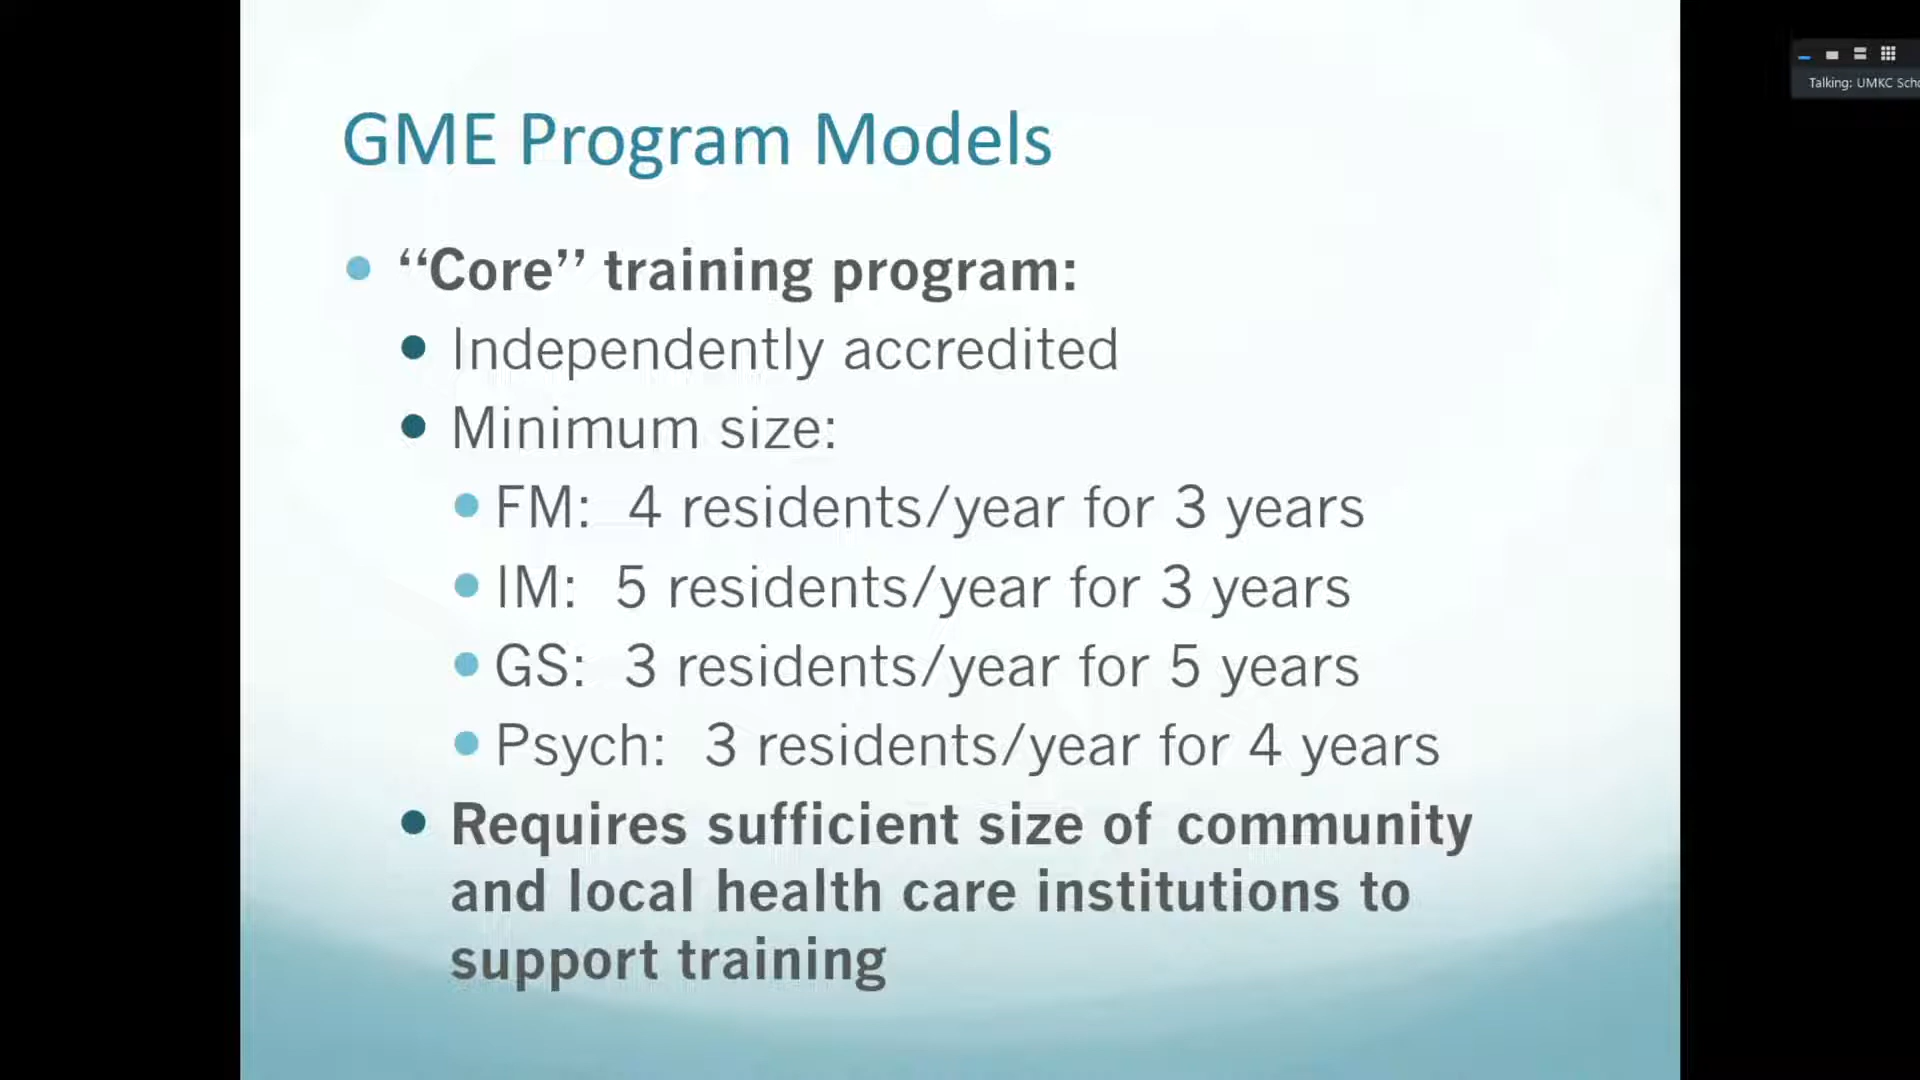 GME Program Models
“Core” training program:
Independently accredited
Minimum size:
FM: 4 residents/year for 3 years
IM: 5 residents/year for 3 years
GS: 3 residents/year for 5 years
Psych: 3 residents/year for 4 years
Requires sufficient size of community
and local health care institutions to
support training
Talking: UMKC